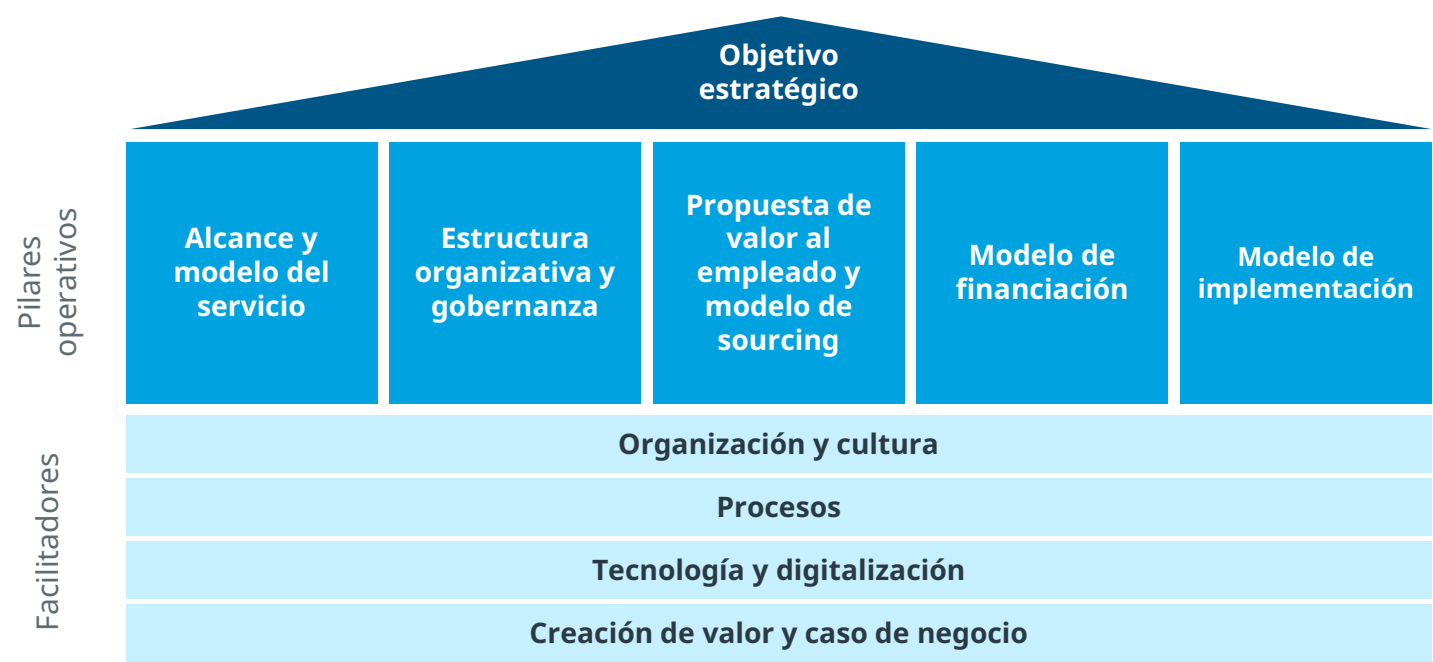 Objetivo
estratégico
Pilares
operativos
Alcance y
modelo del
servicio
Estructura
organizativa y
gobernanza
Propuesta de
valor al
empleado y
modelo de
sourcing
Modelo de
financiación
Modelo de
implementación
Facilitadores
Organización y cultura
Procesos
Tecnología y digitalización
Creación de valor y caso de negocio